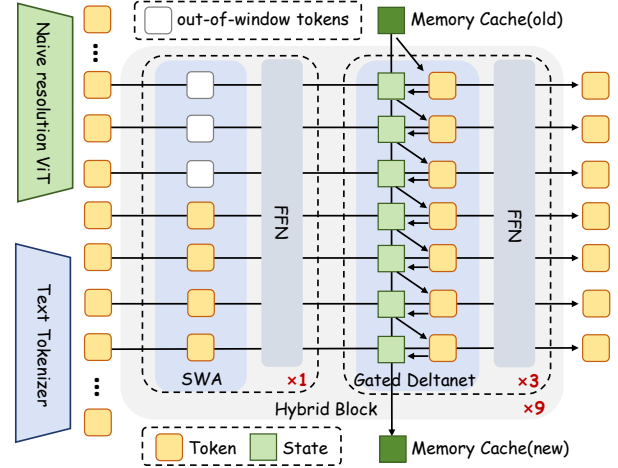 out-of-window tokens
Memory Cache(old)
Naive resolution ViT
...
Text Tokenizer
...
FFN
FFN
SWA
×1
Gated Deltanet
×3
Hybrid Block
×9
Token
State
Memory Cache(new)